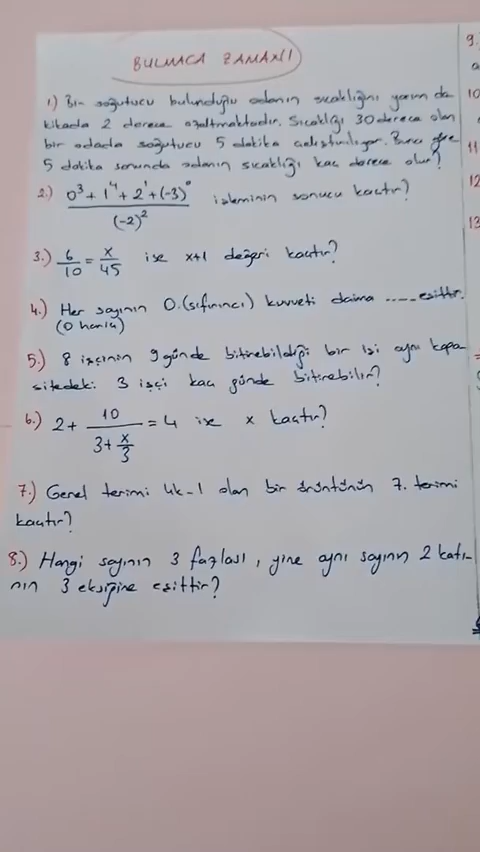 BULMACA ZAMANI
1) Bir soğutucu bulunduğu odanın sıcaklığını yarım da
kikada 2 derece azaltmaktadır. Sıcaklığı 30 derece olan
bir odada soğutucu 5 dakika çalıştırılıyor. Buna göre
5 dakika sonunda odanın sıcaklığı kaç derece olur?
2.) 0³ + 1⁴ + 2¹ + (-3)⁰ / (-2)² işleminin sonucu kaçtır?
3.) 6/10 = x/45 ise x+1 değeri kaçtır?
4.) Her sayının 0.(sıfırıncı) kuvveti daima .... eşittir.
(0 hariç)
5.) 8 işçinin 9 günde bitirebildiği bir işi aynı kapa
sitedeki 3 işçi kaç günde bitirebilir?
6.) 2 + 10 / (3 + x/3) = 4 ise x kaçtır?
7.) Genel terimi 4k-1 olan bir örüntünün 7. terimi
kaçtır?
8.) Hangi sayının 3 fazlası, yine aynı sayının 2 katı-
nın 3 eksiğine eşittir?
9.)
a
10
11
12
13